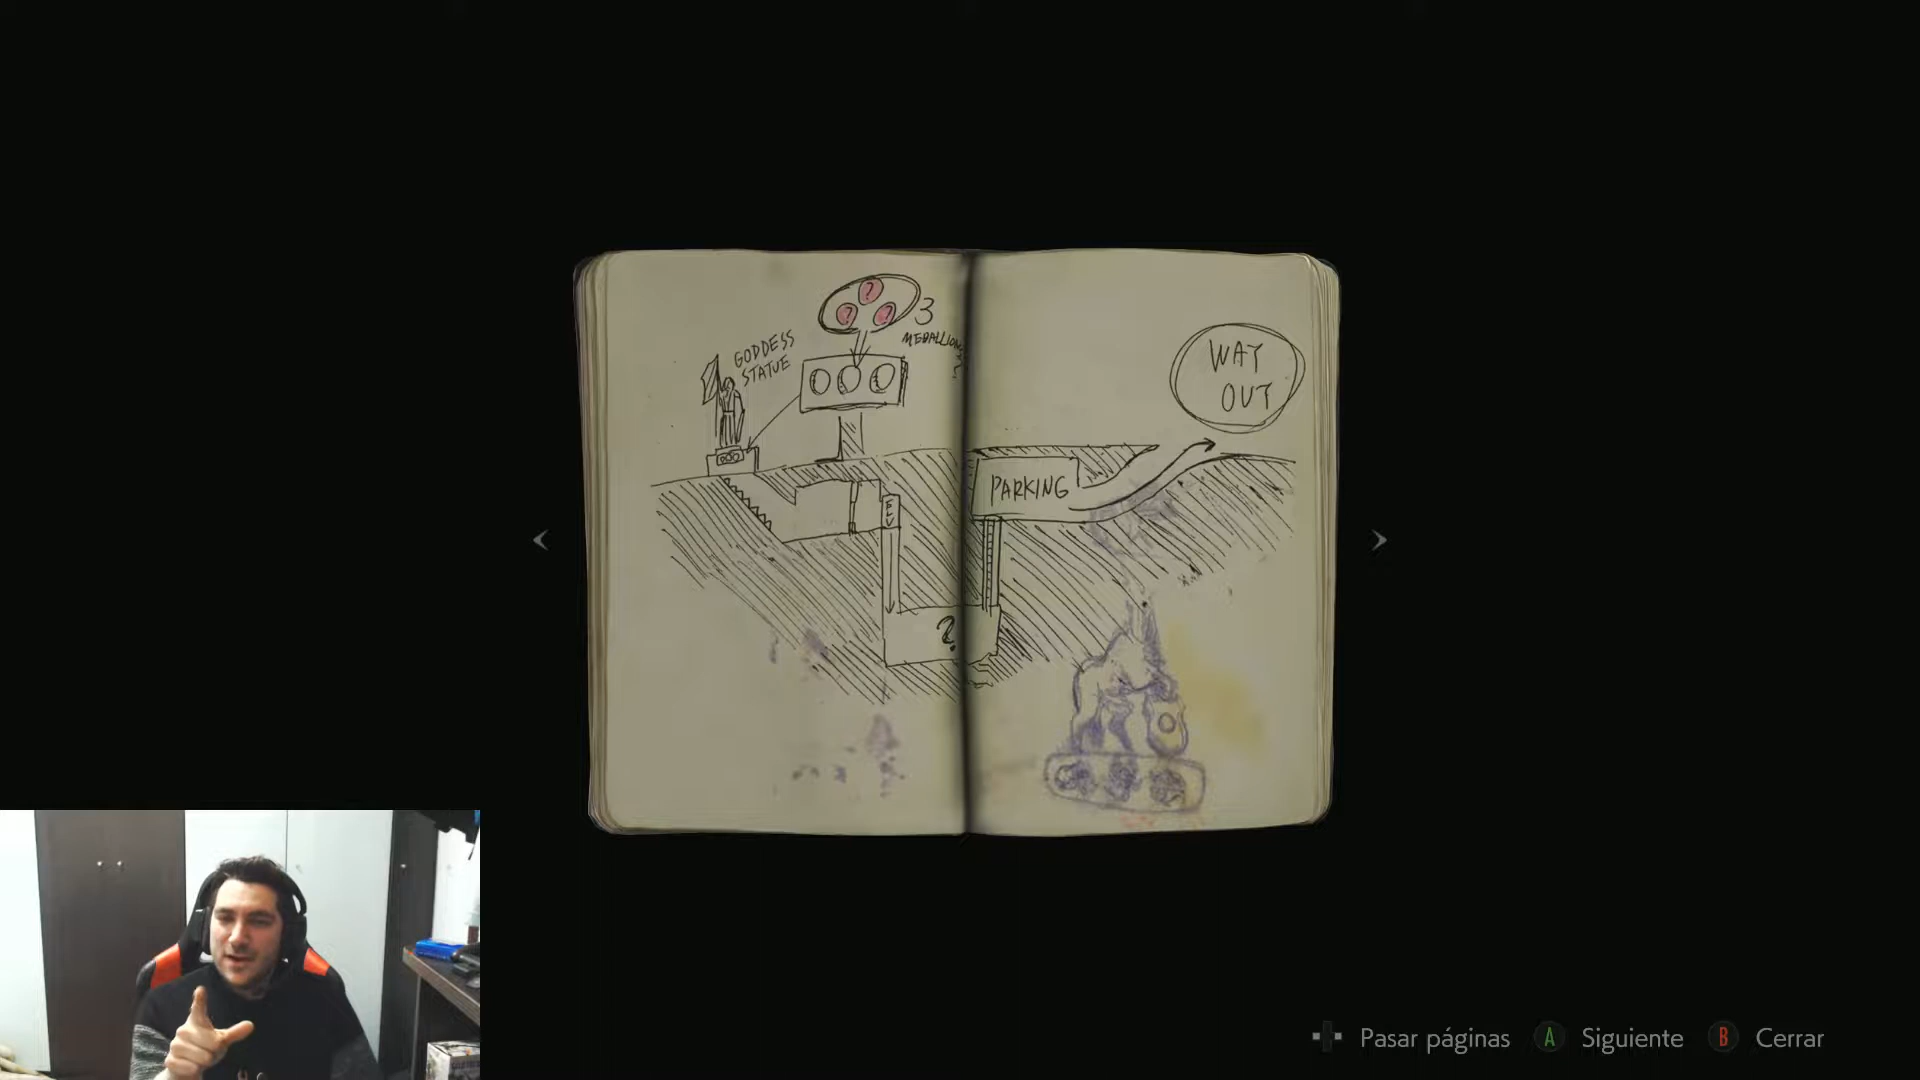 ?
? ?
3
MEDALLIONS
GODDESS
STATUE
WAY
OUT
PARKING
ELV
?
Pasar páginas
A
Siguiente
B
Cerrar